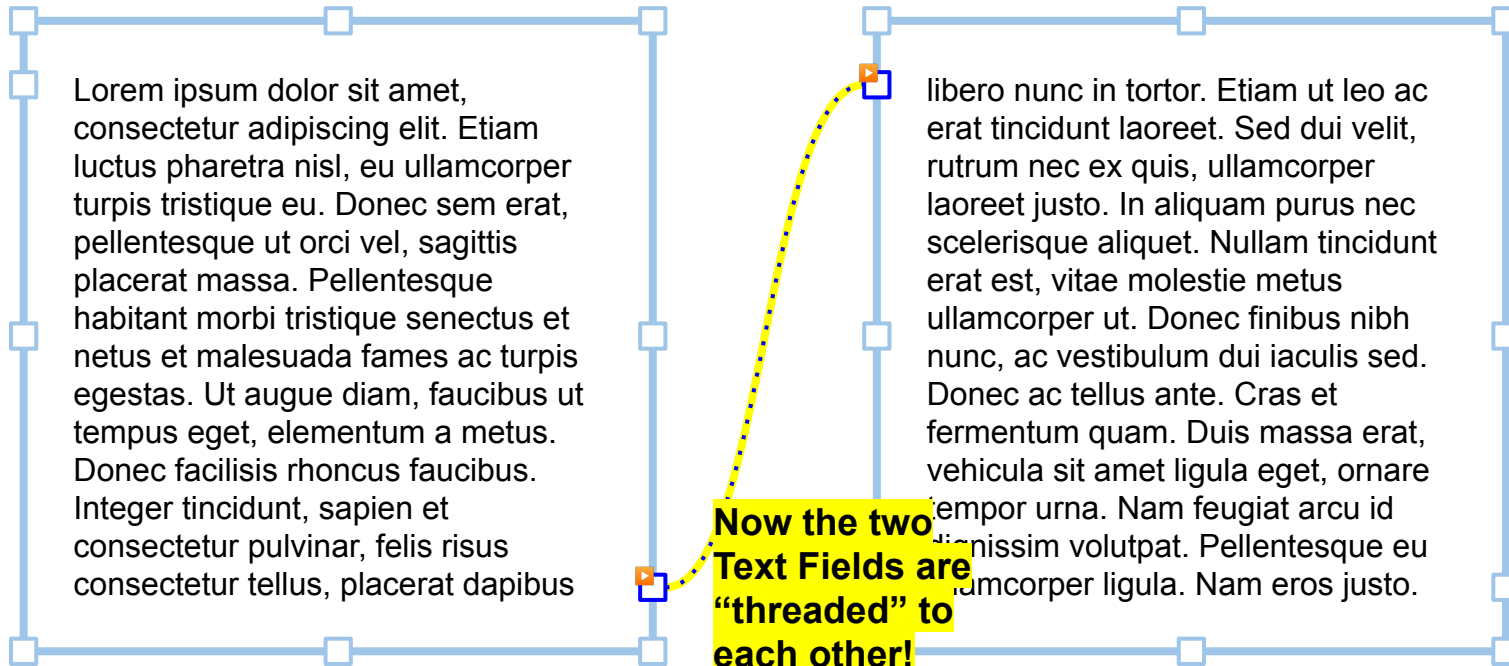 Lorem ipsum dolor sit amet,
consectetur adipiscing elit. Etiam
luctus pharetra nisl, eu ullamcorper
turpis tristique eu. Donec sem erat,
pellentesque ut orci vel, sagittis
placerat massa. Pellentesque
habitant morbi tristique senectus et
netus et malesuada fames ac turpis
egestas. Ut augue diam, faucibus ut
tempus eget, elementum a metus.
Donec facilisis rhoncus faucibus.
Integer tincidunt, sapien et
consectetur pulvinar, felis risus
consectetur tellus, placerat dapibus
libero nunc in tortor. Etiam ut leo ac
erat tincidunt laoreet. Sed dui velit,
rutrum nec ex quis, ullamcorper
laoreet justo. In aliquam purus nec
scelerisque aliquet. Nullam tincidunt
erat est, vitae molestie metus
ullamcorper ut. Donec finibus nibh
nunc, ac vestibulum dui iaculis sed.
Donec ac tellus ante. Cras et
fermentum quam. Duis massa erat,
vehicula sit amet ligula eget, ornare
tempor urna. Nam feugiat arcu id
volutpat. Pellentesque eu
ligula. Nam eros justo.
Now the two
Text Fields are
“threaded” to
each other!